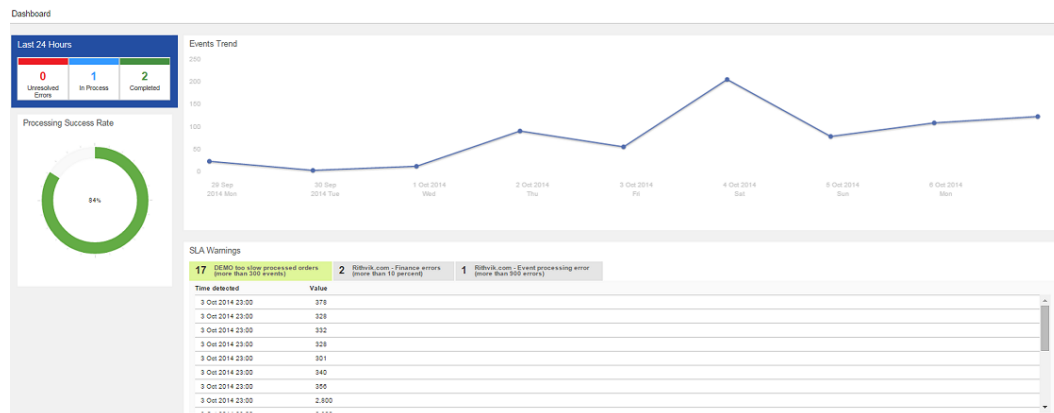 Dashboard
Last 24 Hours
0
1
2
Unresolved Errors
In Process
Completed
Processing Success Rate
84%
Events Trend
250
200
150
100
50
0
29 Sep 2014 Mon
30 Sep 2014 Tue
1 Oct 2014 Wed
2 Oct 2014 Thu
3 Oct 2014 Fri
4 Oct 2014 Sat
5 Oct 2014 Sun
6 Oct 2014 Mon
SLA Warnings
17 DEMO too slow processed orders (more than 300 events)
2 Rithvik.com - Finance errors (more than 10 percent)
1 Rithvik.com - Event processing error (more than 900 errors)
Time detected Value
3 Oct 2014 23:00 378
3 Oct 2014 23:00 328
3 Oct 2014 23:00 332
3 Oct 2014 23:00 328
3 Oct 2014 23:00 301
3 Oct 2014 23:00 340
3 Oct 2014 23:00 356
3 Oct 2014 23:00 2,800